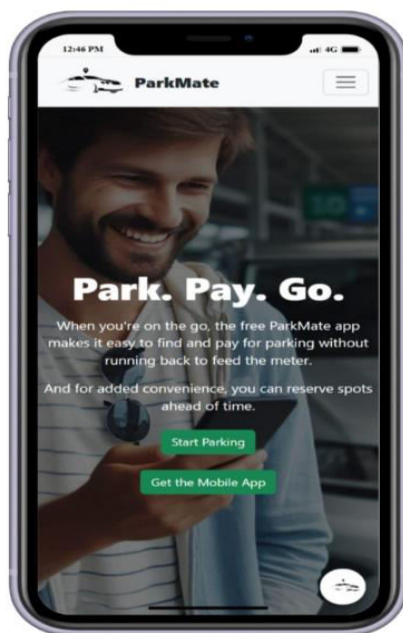 12:46 PM
4G
ParkMate
10
Park. Pay. Go.
When you're on the go, the free ParkMate app
makes it easy to find and pay for parking without
running back to feed the meter.
And for added convenience, you can reserve spots
ahead of time.
Start Parking
Get the Mobile App